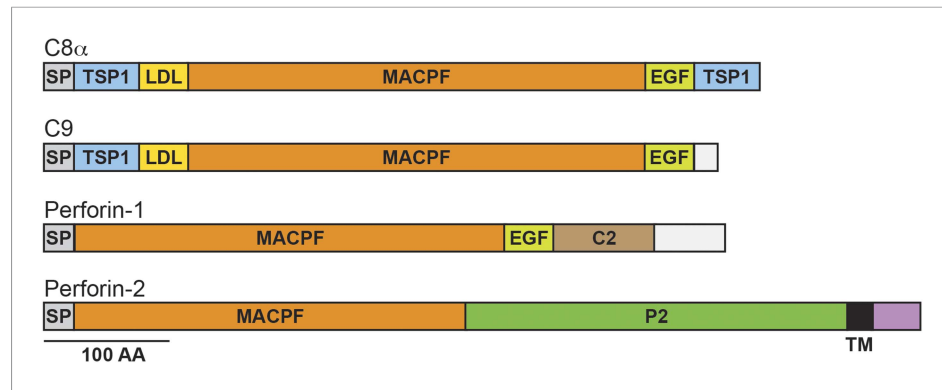 C8α
SP TSP1 LDL MACPF EGF TSP1
C9
SP TSP1 LDL MACPF EGF
Perforin-1
SP MACPF EGF C2
Perforin-2
SP MACPF P2
TM
100 AA